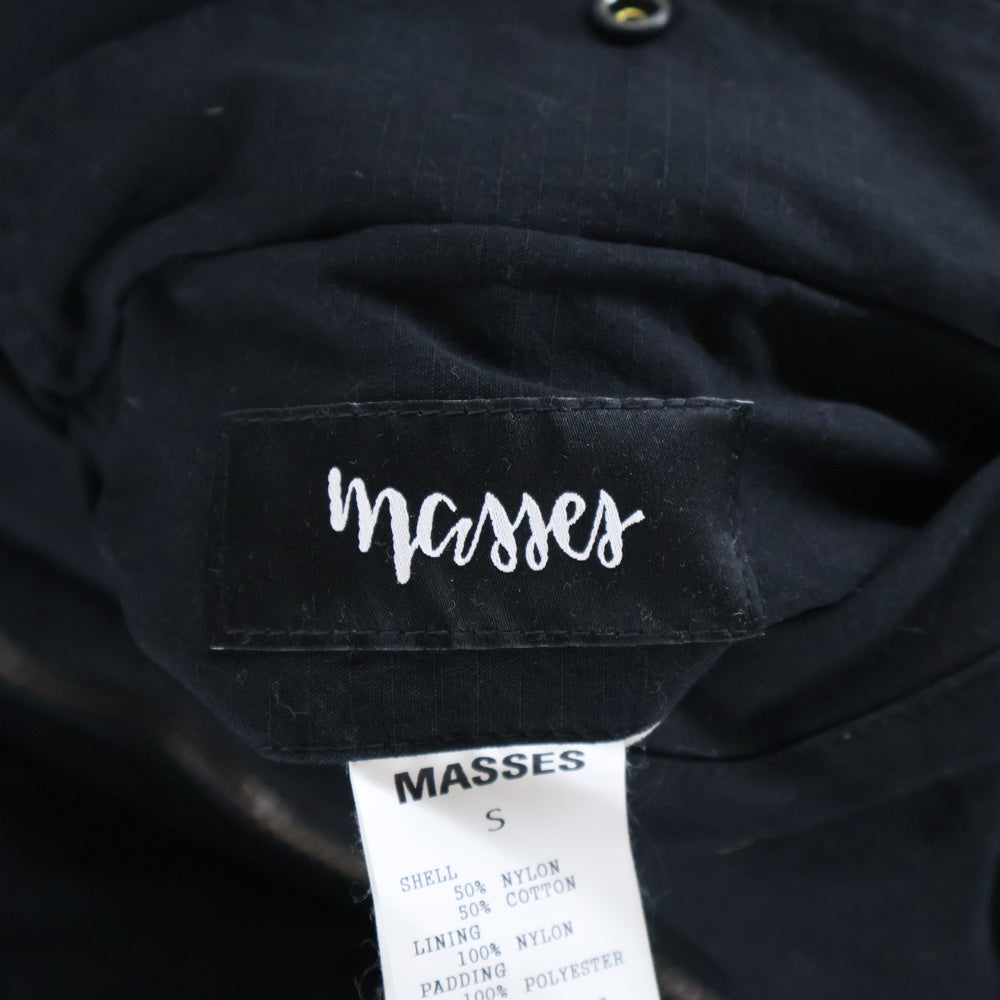 masses
MASSES
S
SHELL
50% NYLON
50% COTTON
LINING
100% NYLON
PADDING
100% POLYESTER